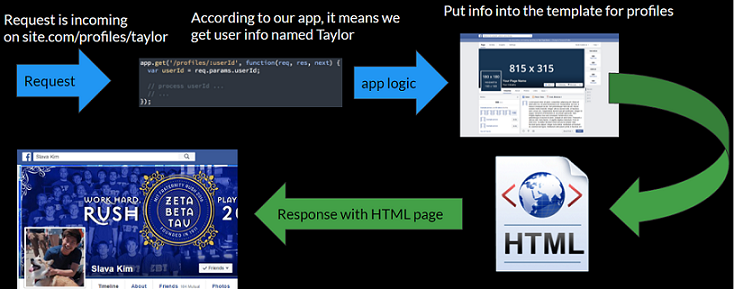 Request is incoming
on site.com/profiles/taylor
According to our app, it means we
get user info named Taylor
Put info into the template for profiles
Request
app.get('/profiles/:userId', function(req, res, next) {
var userId = req.params.userId;
// process userId ...
// ...
});
app logic
815 x 315
180 x 180
Your Page Name
Slava Kim
WORK HARD.
RUSH
MY FRATERNITY
ZETA
BETA
TAU
FOUNDED IN
PLAY
2
Slava Kim
Friends
Timeline
About
Friends
Photos
Response with HTML page
HTML